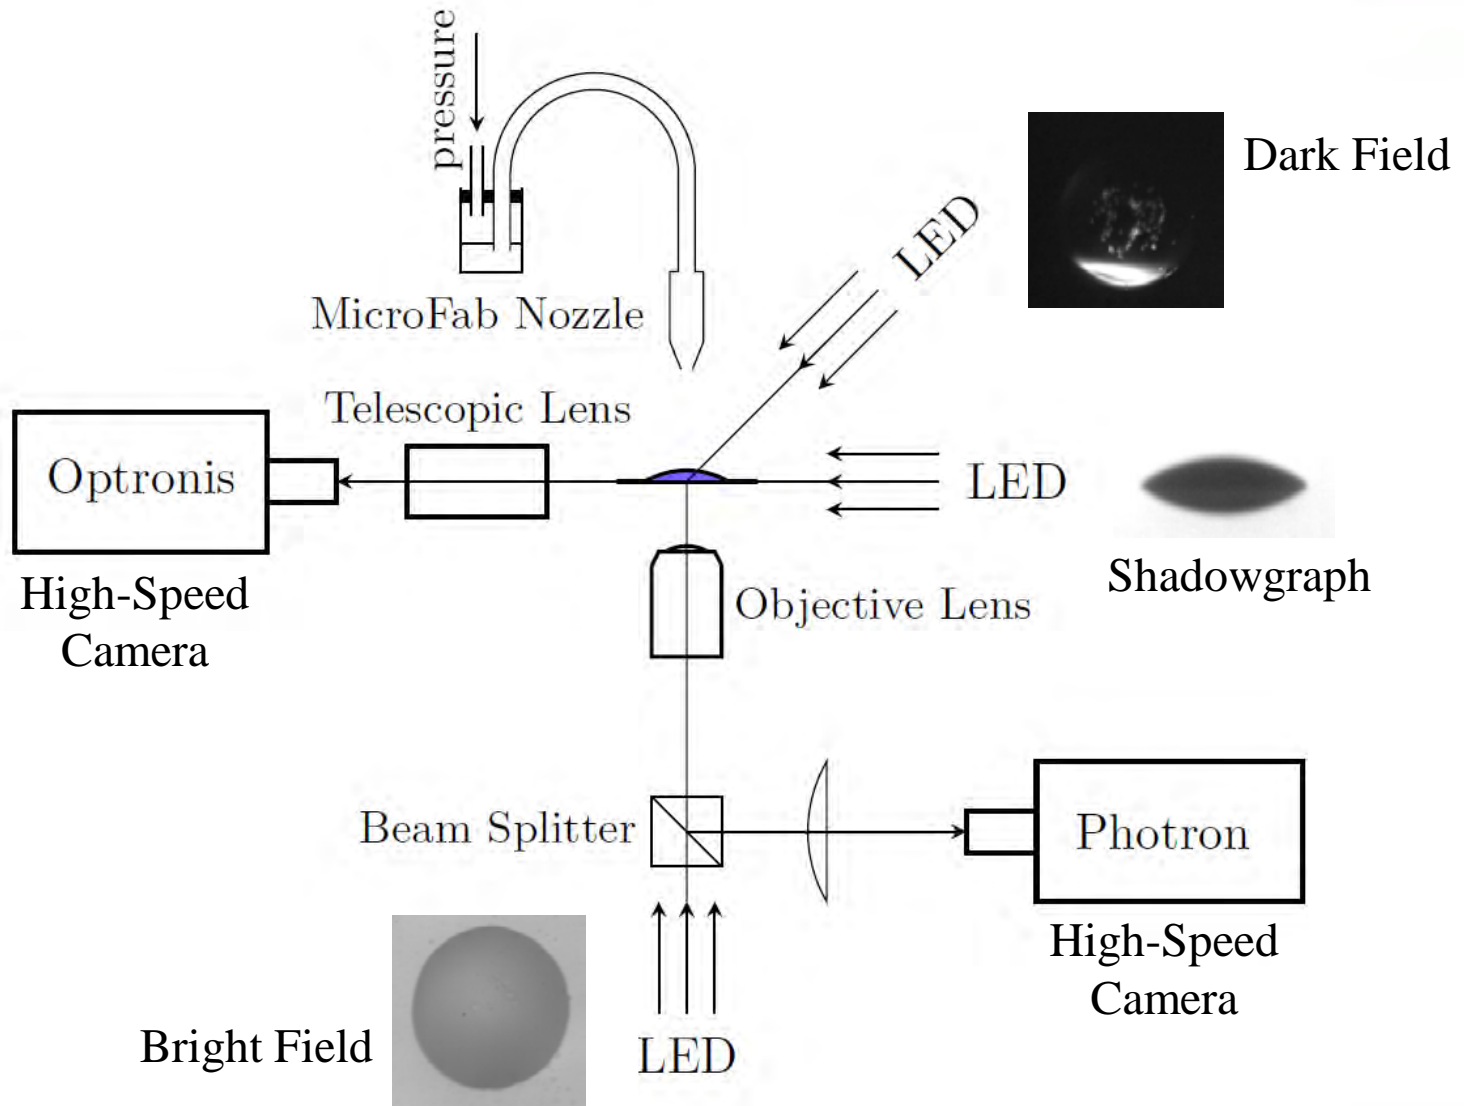 pressure
Dark Field
LED
MicroFab Nozzle
Telescopic Lens
Optronis
LED
High-Speed
Camera
Shadowgraph
Objective Lens
Beam Splitter
Photron
High-Speed
Camera
Bright Field
LED